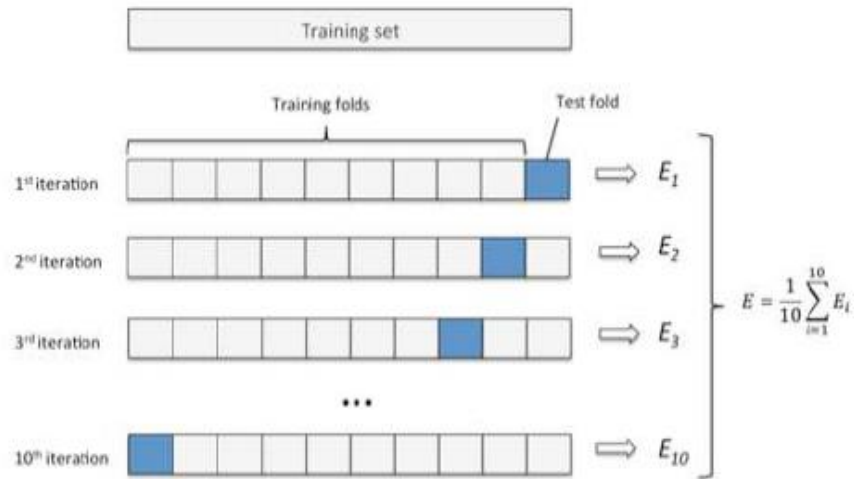 Training set
Training folds
Test fold
1st iteration
E1
2nd iteration
E2
E = 1/10 ∑ i=1 10 Ei
3rd iteration
E3
...
10th iteration
E10